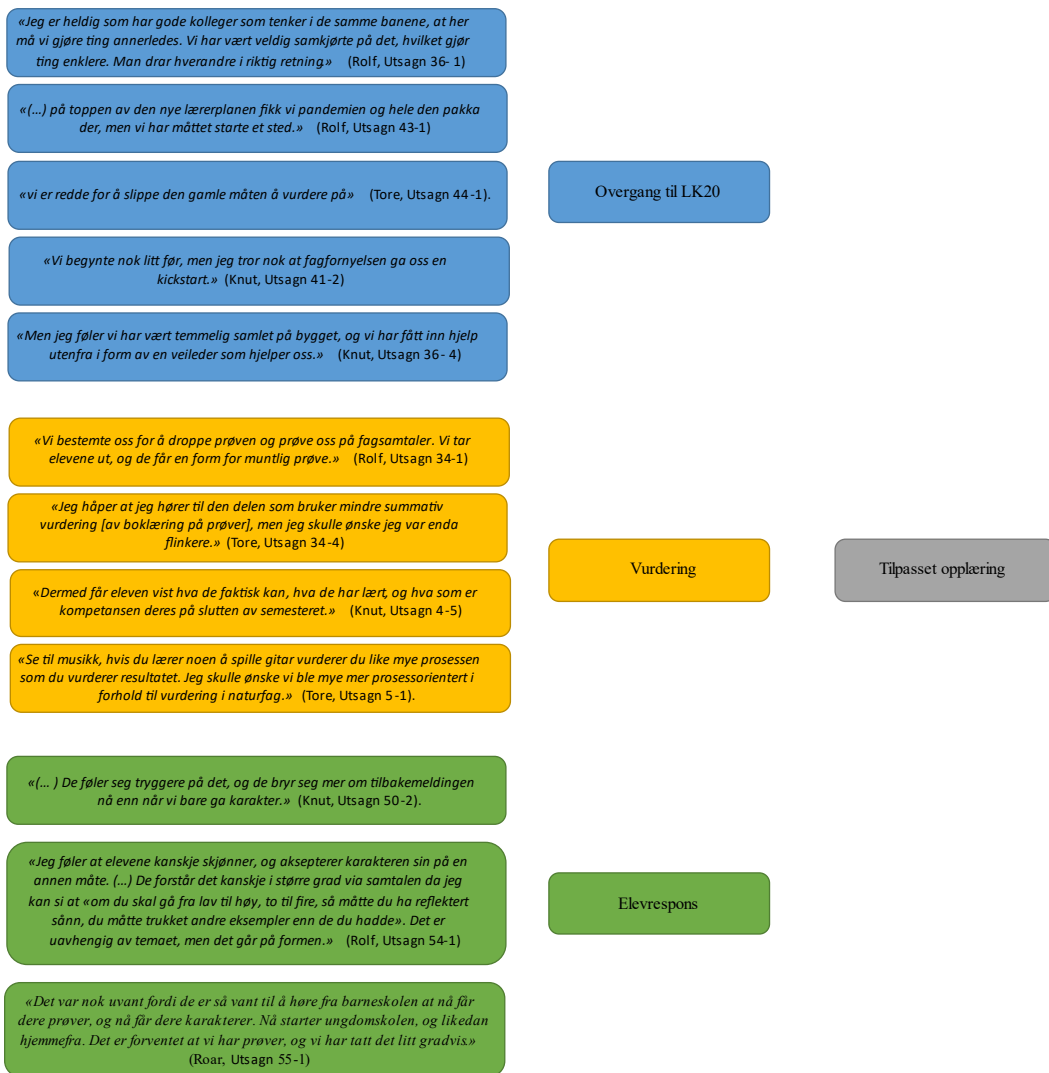 «Jeg er heldig som har gode kolleger som tenker i de samme banene, at her
må vi gjøre ting annerledes. Vi har vært veldig samkjørte på det, hvilket gjør
ting enklere. Man drar hverandre i riktig retning.» (Rolf, Utsagn 36- 1)
«(…) på toppen av den nye lærerplanen fikk vi pandemien og hele den pakka
der, men vi har måttet starte et sted.» (Rolf, Utsagn 43-1)
«vi er redde for å slippe den gamle måten å vurdere på» (Tore, Utsagn 44-1).
Overgang til LK20
«Vi begynte nok litt før, men jeg tror nok at fagfornyelsen ga oss en
kickstart.» (Knut, Utsagn 41-2)
«Men jeg føler vi har vært temmelig samlet på bygget, og vi har fått inn hjelp
utenfra i form av en veileder som hjelper oss.» (Knut, Utsagn 36- 4)
«Vi bestemte oss for å droppe prøven og prøve oss på fagsamtaler. Vi tar
elevene ut, og de får en form for muntlig prøve.» (Rolf, Utsagn 34-1)
«Jeg håper at jeg hører til den delen som bruker mindre summativ
vurdering [av boklæring på prøver], men jeg skulle ønske jeg var enda
flinkere.» (Tore, Utsagn 34-4)
Vurdering
Tilpasset opplæring
«Dermed får eleven vist hva de faktisk kan, hva de har lært, og hva som er
kompetansen deres på slutten av semesteret.» (Knut, Utsagn 4-5)
«Se til musikk, hvis du lærer noen å spille gitar vurderer du like mye prosessen
som du vurderer resultatet. Jeg skulle ønske vi ble mye mer prosessorientert i
forhold til vurdering i naturfag.» (Tore, Utsagn 5-1).
«(… ) De føler seg tryggere på det, og de bryr seg mer om tilbakemeldingen
nå enn når vi bare ga karakter.» (Knut, Utsagn 50-2).
«Jeg føler at elevene kanskje skjønner, og aksepterer karakteren sin på en
annen måte. (…) De forstår det kanskje i større grad via samtalen da jeg
kan si at «om du skal gå fra lav til høy, to til fire, så måtte du ha reflektert
sånn, du måtte trukket andre eksempler enn de du hadde». Det er
uavhengig av temaet, men det går på formen.» (Rolf, Utsagn 54-1)
Elevrespons
«Det var nok uvant fordi de er så vant til å høre fra barneskolen at nå får
dere prøver, og nå får dere karakterer. Nå starter ungdomskolen, og likedan
hjemmefra. Det er forventet at vi har prøver, og vi har tatt det litt gradvis.»
(Roar, Utsagn 55-1)